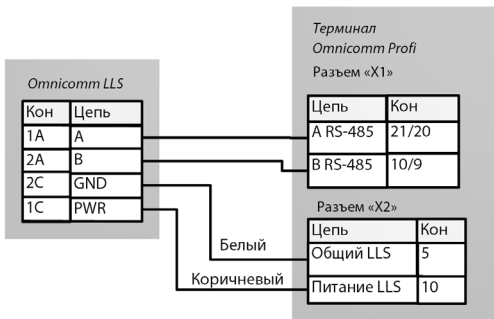 Терминал
Omnicomm Profi
Разъем «X1»
Omnicomm LLS
Кон Цепь
1A A
2A B
2C GND
1C PWR
Цепь Кон
A RS-485 21/20
B RS-485 10/9
Разъем «X2»
Цепь Кон
Общий LLS 5
Питание LLS 10
Белый
Коричневый